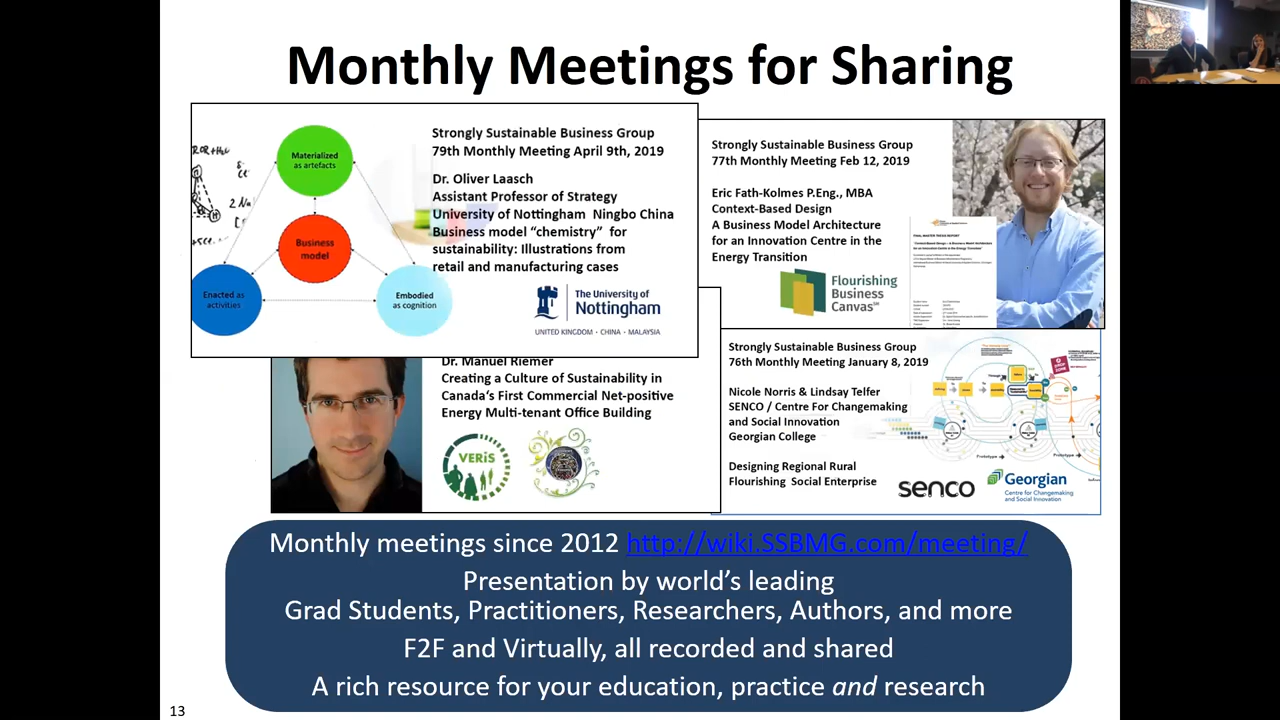 Monthly Meetings for Sharing
Materialized
as artefacts
Business
model
Enacted as
activities
Embodied
as cognition
Strongly Sustainable Business Group
79th Monthly Meeting April 9th, 2019
Dr. Oliver Laasch
Assistant Professor of Strategy
University of Nottingham Ningbo China
Business model “chemistry” for
sustainability: Illustrations from
retail and manufacturing cases
The University of
Nottingham
UNITED KINGDOM · CHINA · MALAYSIA
Strongly Sustainable Business Group
77th Monthly Meeting Feb 12, 2019
Eric Fath-Kolmes P.Eng., MBA
Context-Based Design
A Business Model Architecture
for an Innovation Centre in the
Energy Transition
Flourishing
Business
Canvas
FINAL MASTER THESIS REPORT
Dr. Manuel Riemer
Creating a Culture of Sustainability in
Canada‘s First Commercial Net-positive
Energy Multi-tenant Office Building
VERiS
Strongly Sustainable Business Group
76th Monthly Meeting January 8, 2019
Nicole Norris & Lindsay Telfer
SENCO / Centre For Changemaking
and Social Innovation
Georgian College
Designing Regional Rural
Flourishing Social Enterprise
Prototype
Prototype
senco
Georgian
Centre for Changemaking
and Social Innovation
Monthly meetings since 2012 http://wiki.SSBMG.com/meeting/
Presentation by world’s leading
Grad Students, Practitioners, Researchers, Authors, and more
F2F and Virtually, all recorded and shared
A rich resource for your education, practice and research
13